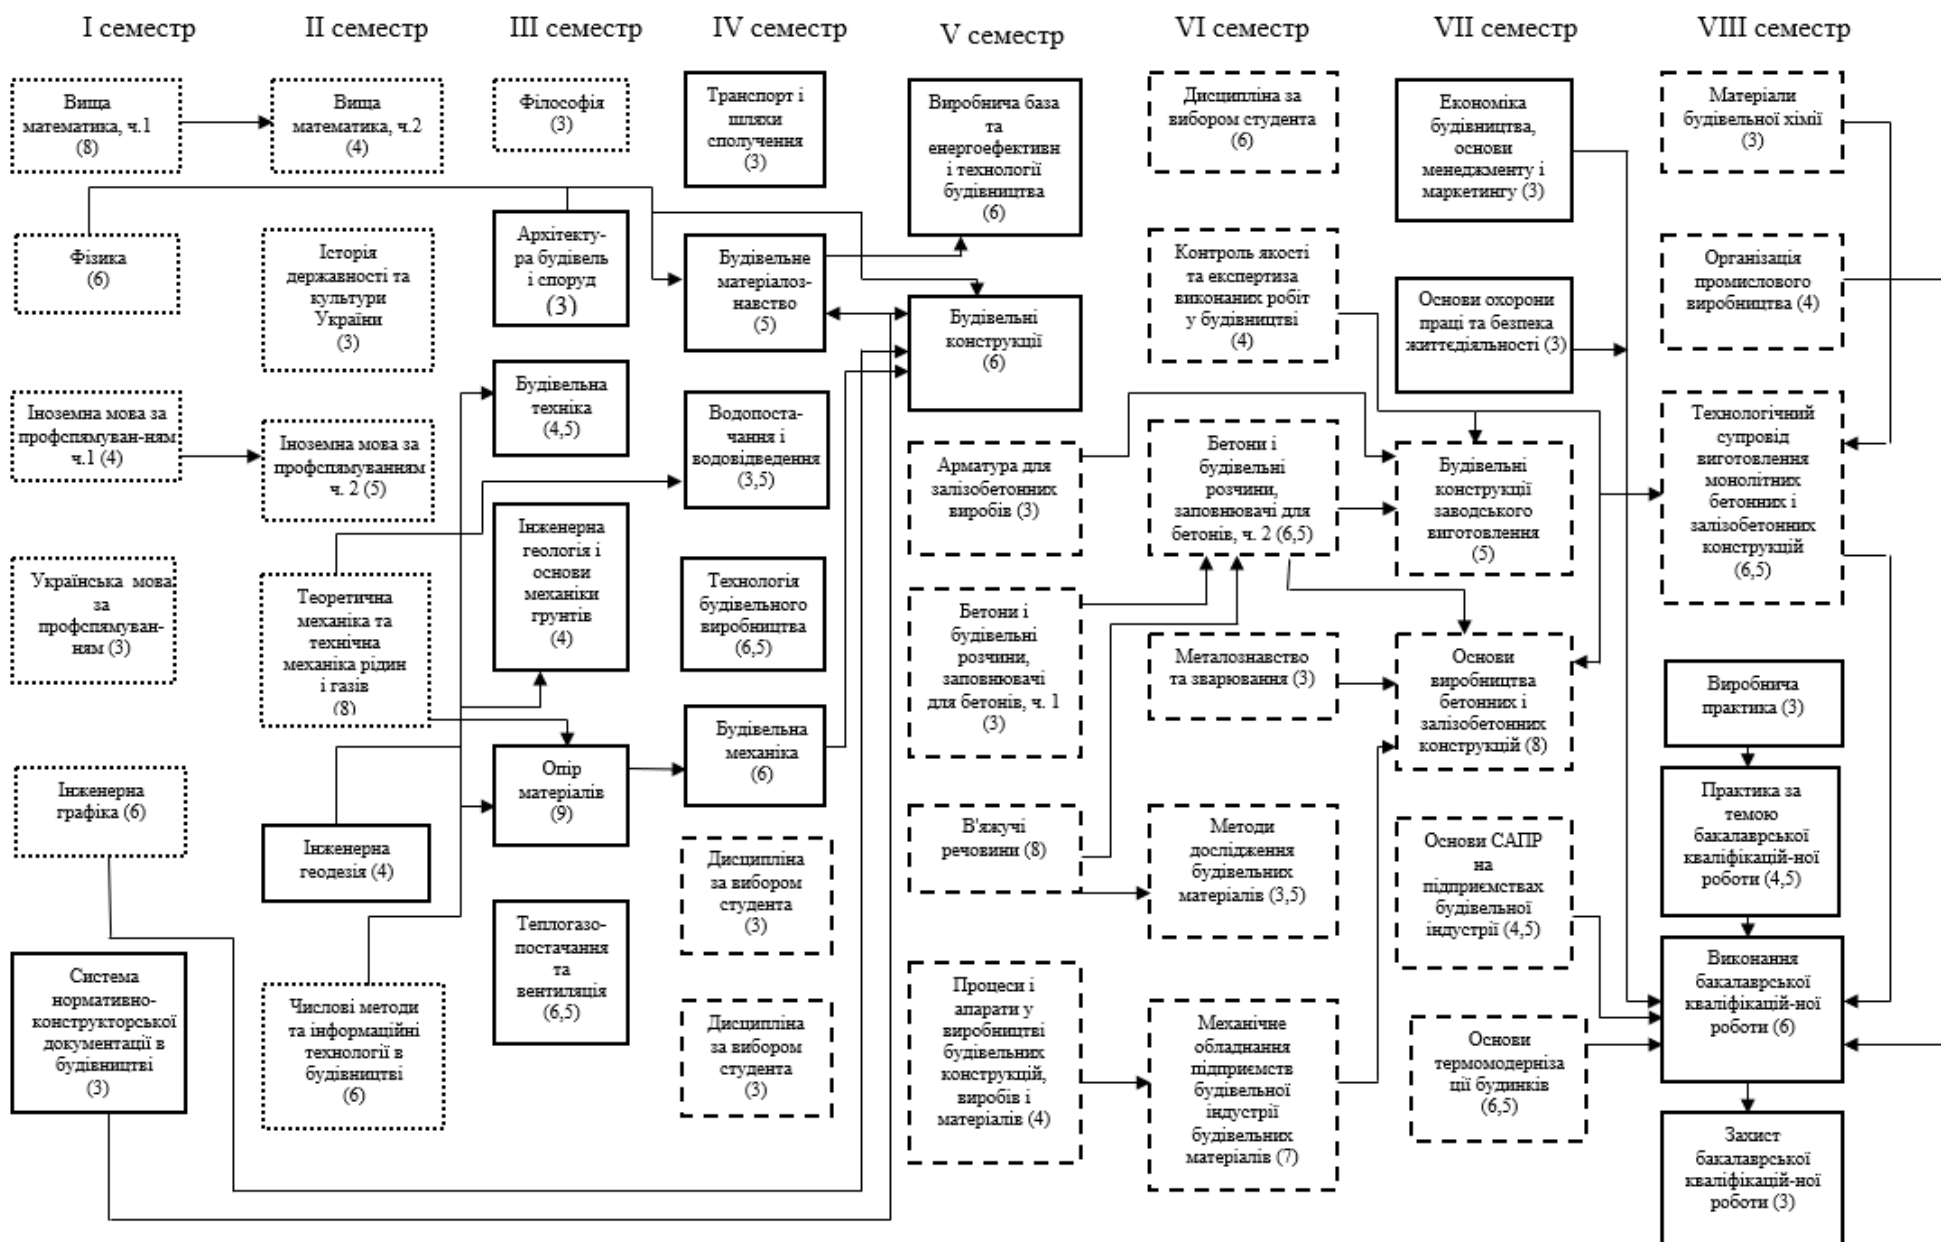 I семестр
II семестр
III семестр
IV семестр
V семестр
VI семестр
VII семестр
VIII семестр
Вища
математика, ч.1
(8)
Фізика
(6)
Іноземна мова за
профспямуван-ням
ч.1 (4)
Українська мова
за
профспямуван-
ням (3)
Інженерна
графіка (6)
Система
нормативно-
конструкторської
документації в
будівництві
(3)
Вища
математика, ч.2
(4)
Історія
державності та
культури
України
(3)
Іноземна мова за
профспямуванням
ч. 2 (5)
Теоретична
механіка та
технічна
механіка рідин
і газів
(8)
Інженерна
геодезія (4)
Числові методи
та інформаційні
технології в
будівництві
(6)
Філософія
(3)
Архітекту-
ра будівель
і споруд
(3)
Будівельна
техніка
(4,5)
Інженерна
геологія і
основи
механіки
грунтів
(4)
Опір
матеріалів
(9)
Теплогазо-
постачання
та
вентиляція
(6,5)
Транспорт і
шляхи
сполучення
(3)
Будівельне
матеріалоз-
навство
(5)
Водопоста-
чання і
водовідведення
(3,5)
Технологія
будівельного
виробництва
(6,5)
Будівельна
механіка
(6)
Дисципліна
за вибором
студента
(3)
Дисципліна
за вибором
студента
(3)
Виробнича база
та
енергоефективн
і технології
будівництва
(6)
Будівельні
конструкції
(6)
Арматура для
залізобетонних
виробів (3)
Бетони і
будівельні
розчини,
заповнювачі
для бетонів, ч. 1
(3)
В'яжучі
речовини (8)
Процеси і
апарати у
виробництві
будівельних
конструкцій,
виробів і
матеріалів (4)
Дисципліна за
вибором студента
(6)
Контроль якості
та експертиза
виконаних робіт
у будівництві
(4)
Бетони і
будівельні
розчини,
заповнювачі для
бетонів, ч. 2 (6,5)
Металознавство
та зварювання (3)
Методи
дослідження
будівельних
матеріалів (3,5)
Механічне
обладнання
підприємств
будівельної
індустрії
будівельних
матеріалів (7)
Економіка
будівництва,
основи
менеджменту і
маркетингу (3)
Основи охорони
праці та безпека
життєдіяльності (3)
Будівельні
конструкції
заводського
виготовлення
(5)
Основи
виробництва
бетонних і
залізобетонних
конструкцій (8)
Основи САПР
на
підприємствах
будівельної
індустрії (4,5)
Основи
термомодерніза
ції будинків
(6,5)
Матеріали
будівельної хімії
(3)
Організація
промислового
виробництва (4)
Технологічний
супровід
виготовлення
монолітних
бетонних і
залізобетонних
конструкцій
(6,5)
Виробнича
практика (3)
Практика за
темою
бакалаврської
кваліфікацій-ної
роботи (4,5)
Виконання
бакалаврської
кваліфікацій-ної
роботи (6)
Захист
бакалаврської
кваліфікацій-ної
роботи (3)